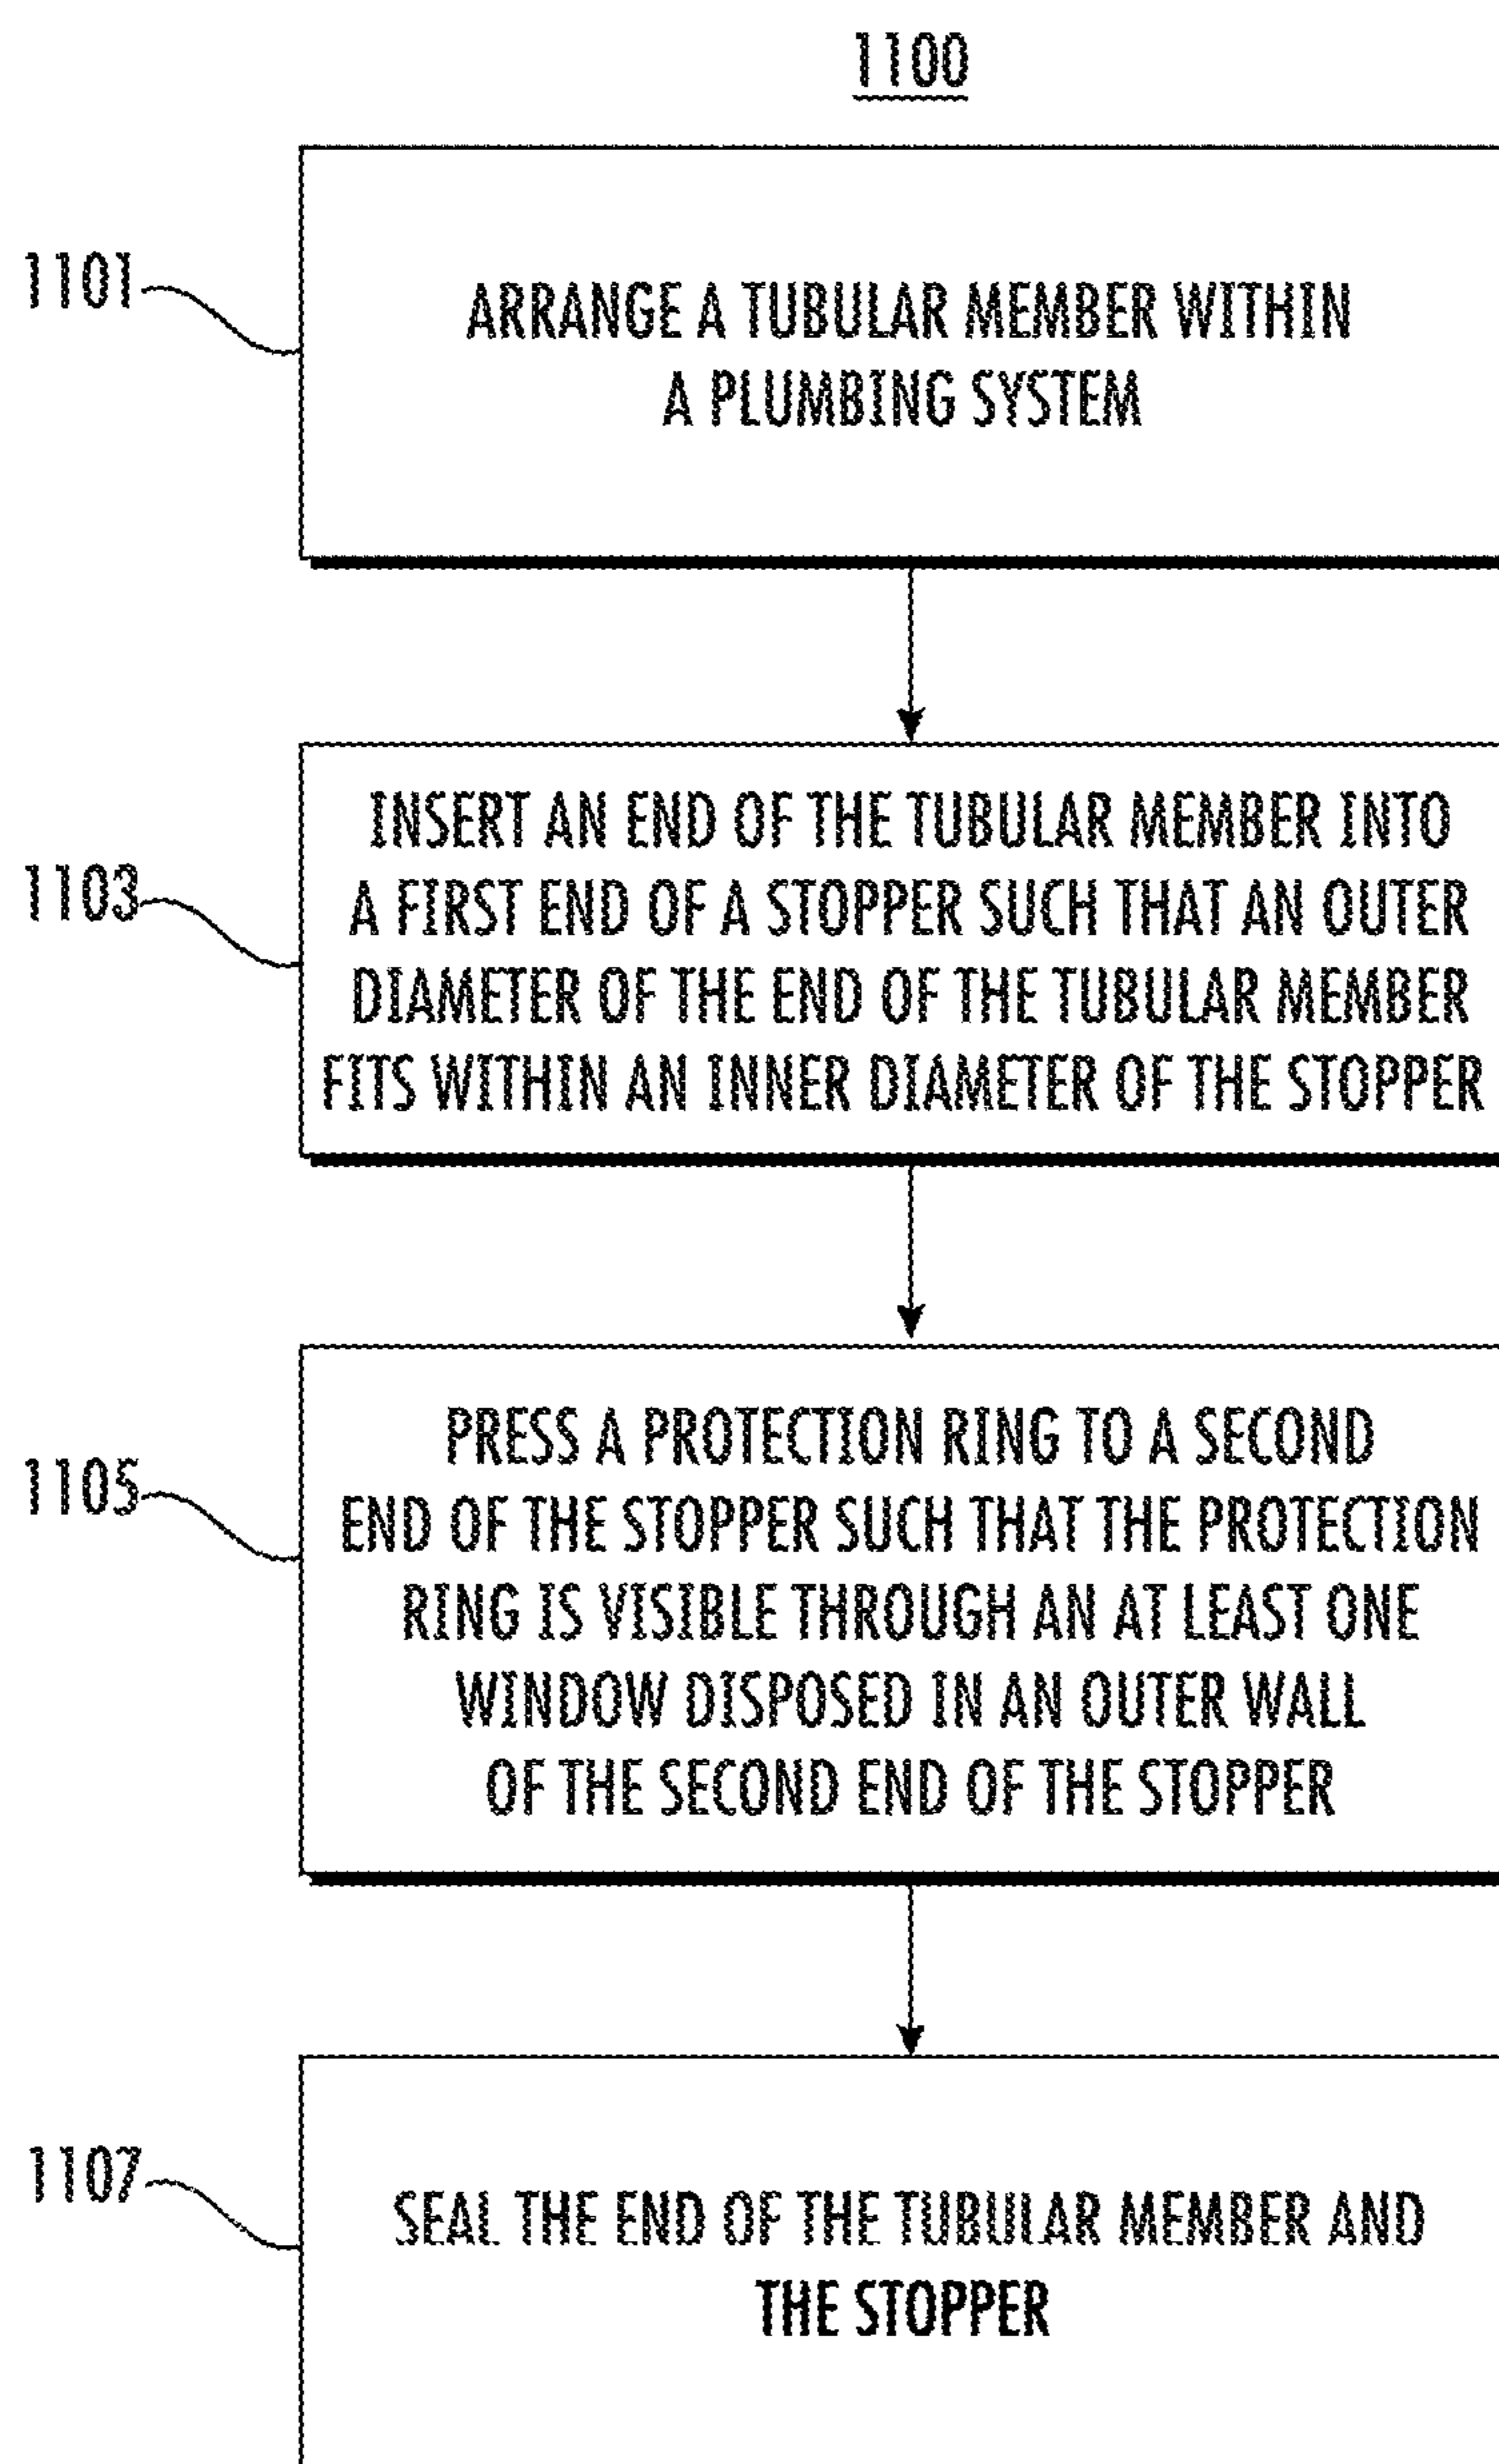 1100
1101
ARRANGE A TUBULAR MEMBER WITHIN
A PLUMBING SYSTEM
1103
INSERT AN END OF THE TUBULAR MEMBER INTO
A FIRST END OF A STOPPER SUCH THAT AN OUTER
DIAMETER OF THE END OF THE TUBULAR MEMBER
FITS WITHIN AN INNER DIAMETER OF THE STOPPER
1105
PRESS A PROTECTION RING TO A SECOND
END OF THE STOPPER SUCH THAT THE PROTECTION
RING IS VISIBLE THROUGH AN AT LEAST ONE
WINDOW DISPOSED IN AN OUTER WALL
OF THE SECOND END OF THE STOPPER
1107
SEAL THE END OF THE TUBULAR MEMBER AND
THE STOPPER